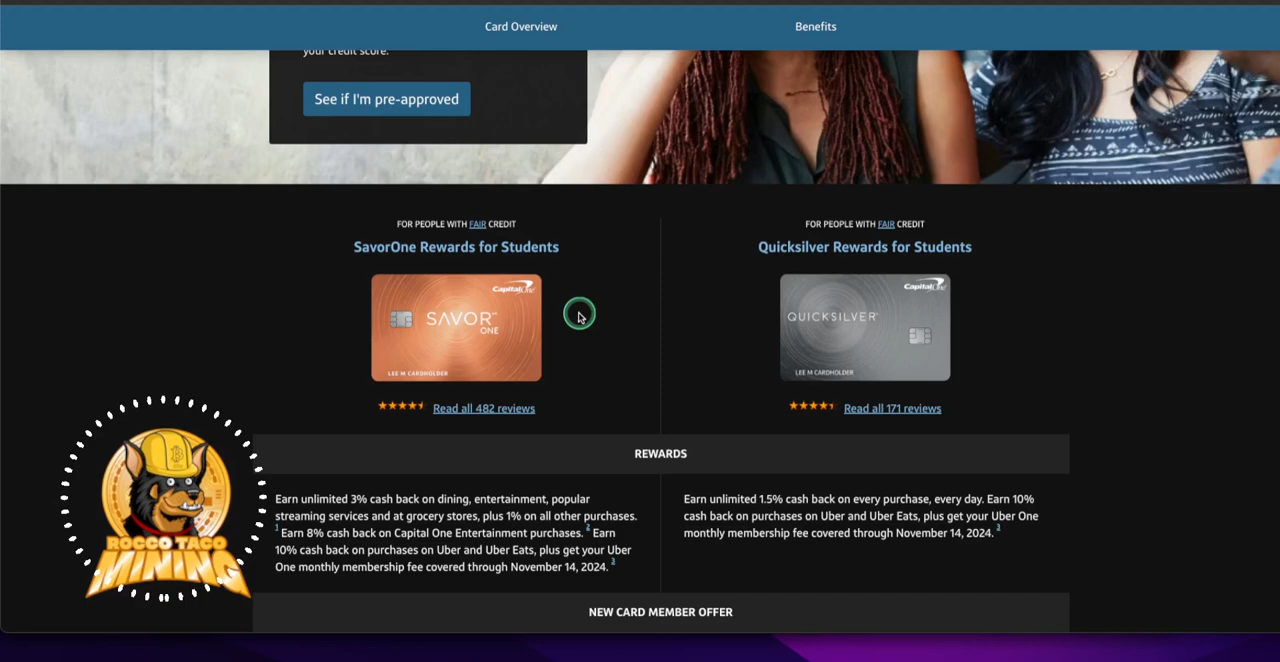 Card Overview
Benefits
your credit score.
See if I'm pre-approved
FOR PEOPLE WITH FAIR CREDIT
SavorOne Rewards for Students
Capital One
SAVOR
ONE
LEE M CARDHOLDER
Read all 482 reviews
FOR PEOPLE WITH FAIR CREDIT
Quicksilver Rewards for Students
Capital One
QUICKSILVER
LEE M CARDHOLDER
Read all 171 reviews
REWARDS
Earn unlimited 3% cash back on dining, entertainment, popular
streaming services and at grocery stores, plus 1% on all other purchases.
1 Earn 8% cash back on Capital One Entertainment purchases. 2 Earn
10% cash back on purchases on Uber and Uber Eats, plus get your Uber
One monthly membership fee covered through November 14, 2024. 3
Earn unlimited 1.5% cash back on every purchase, every day. Earn 10%
cash back on purchases on Uber and Uber Eats, plus get your Uber One
monthly membership fee covered through November 14, 2024. 3
NEW CARD MEMBER OFFER
ROCCO TACO
MINING